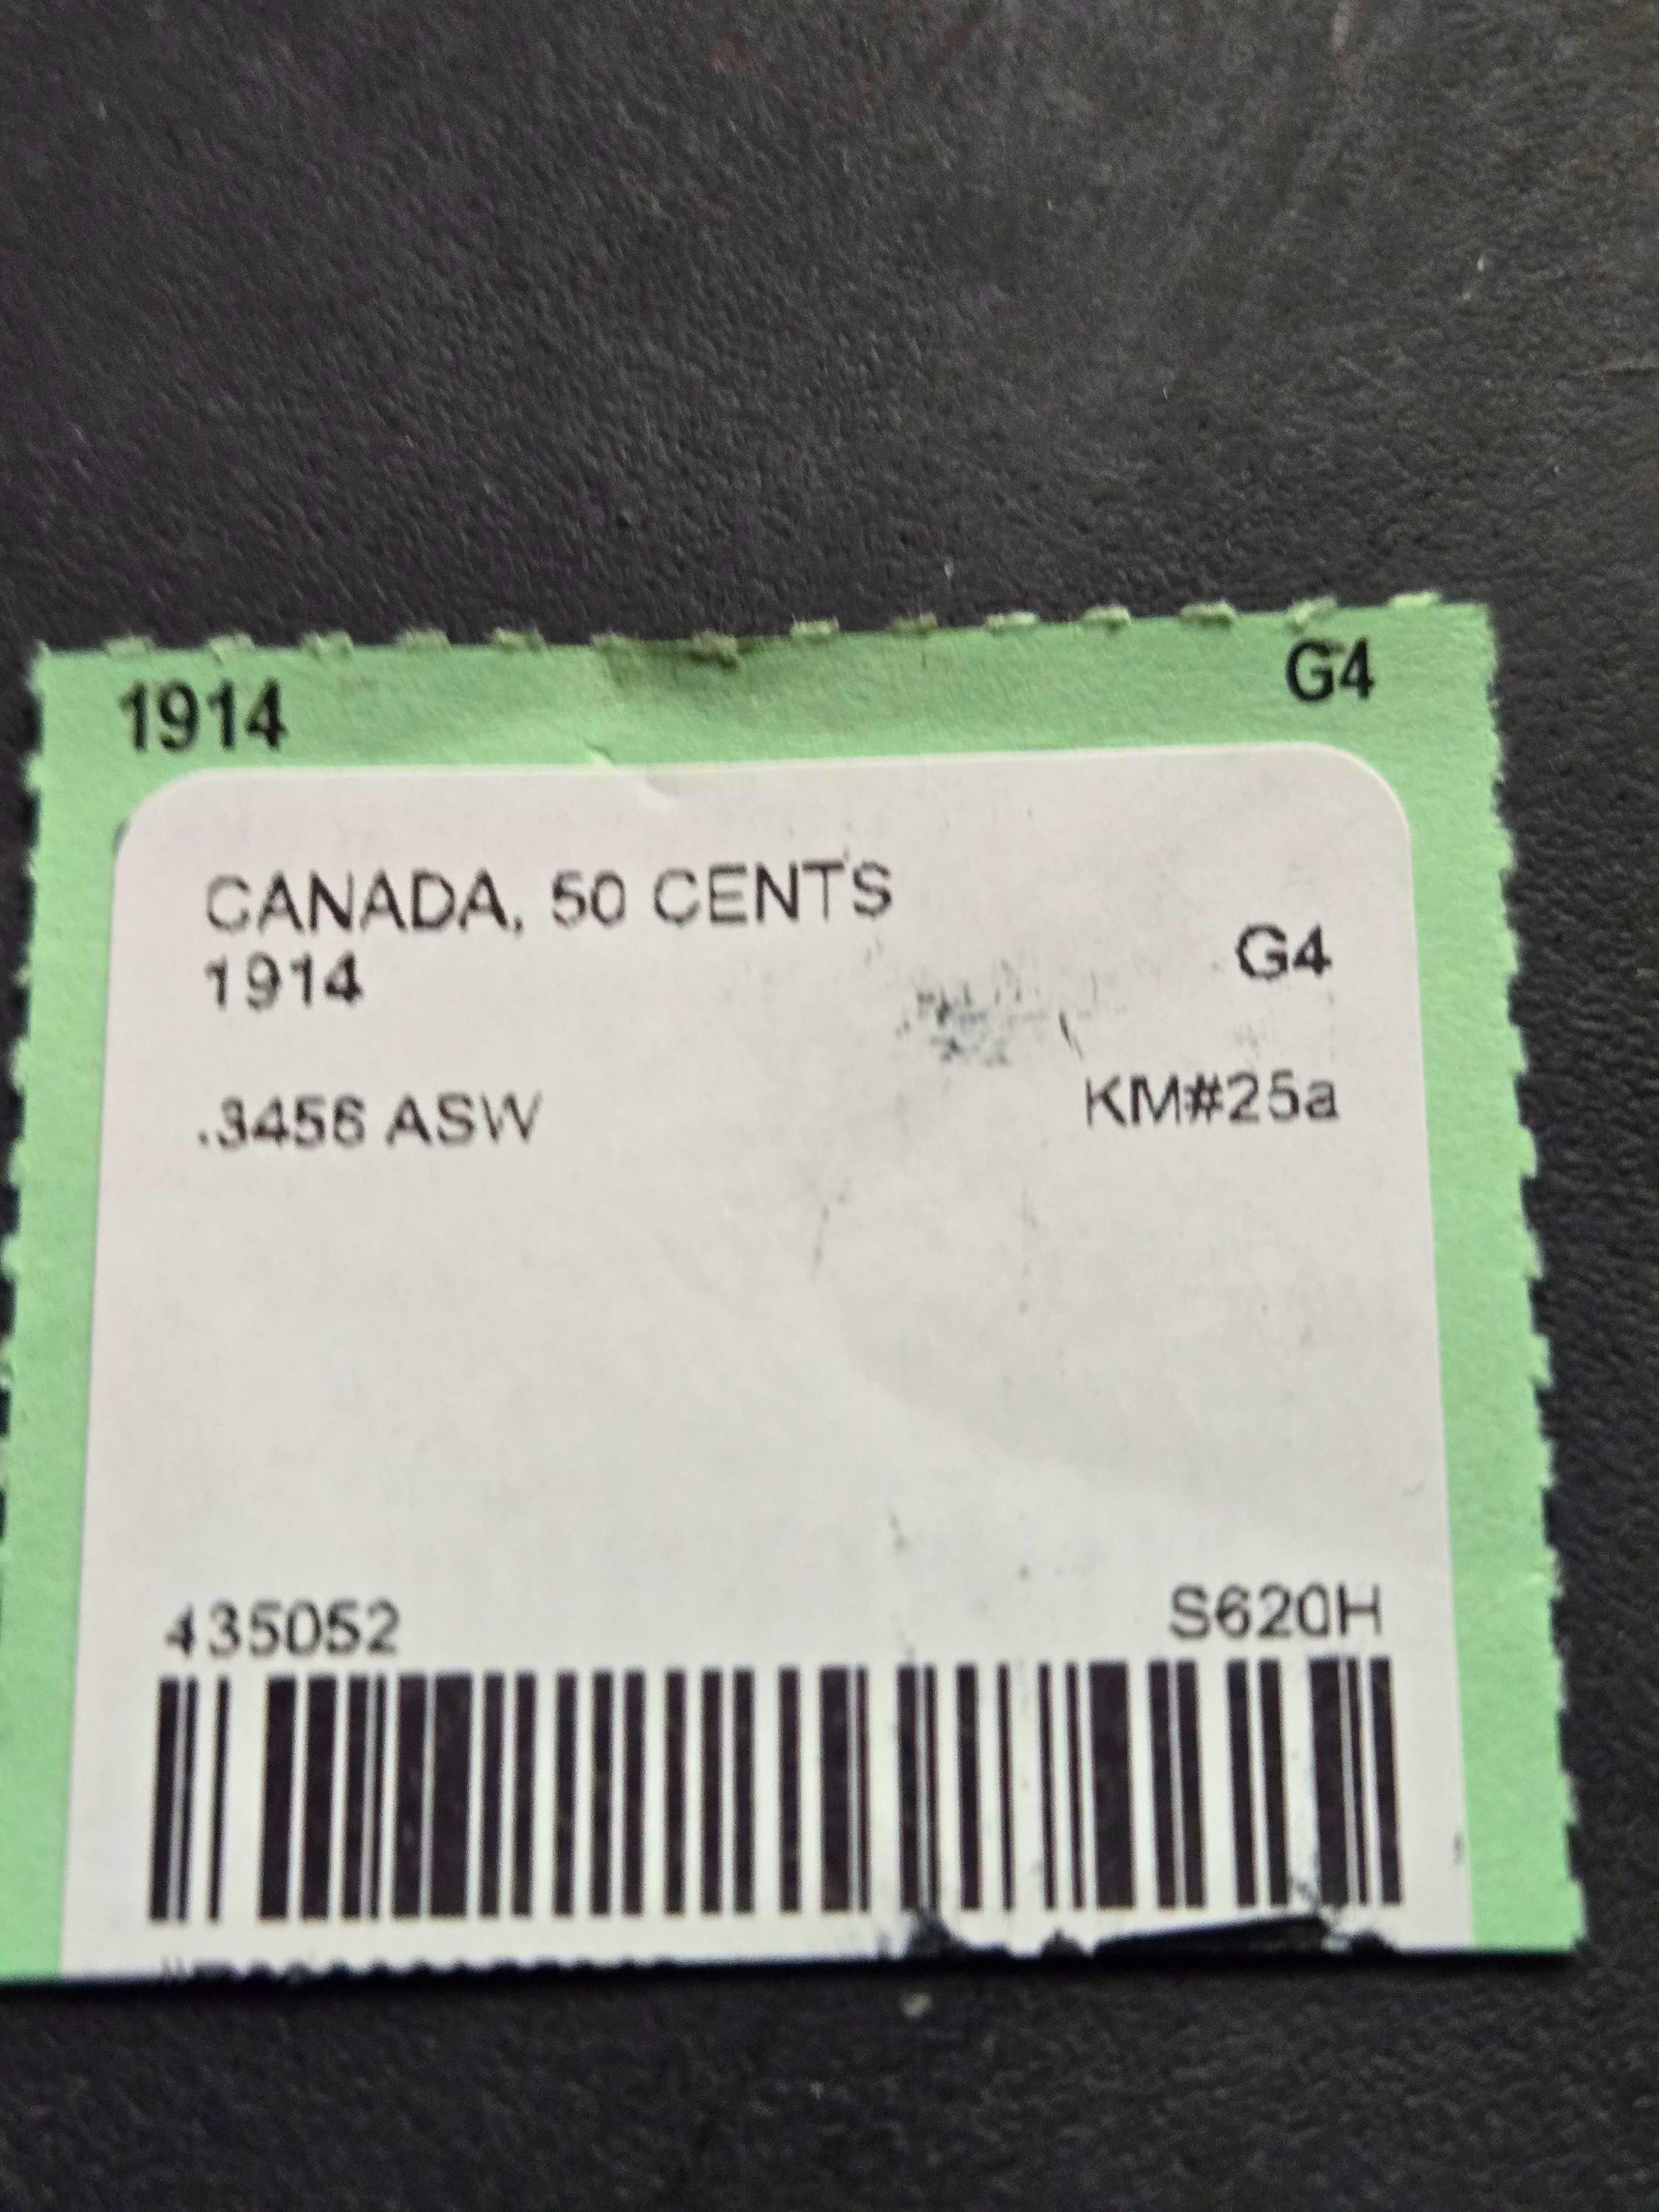 1914 G4
CANADA, 50 CENTS
1914 G4
.3456 ASW KM#25a
435052 S620H